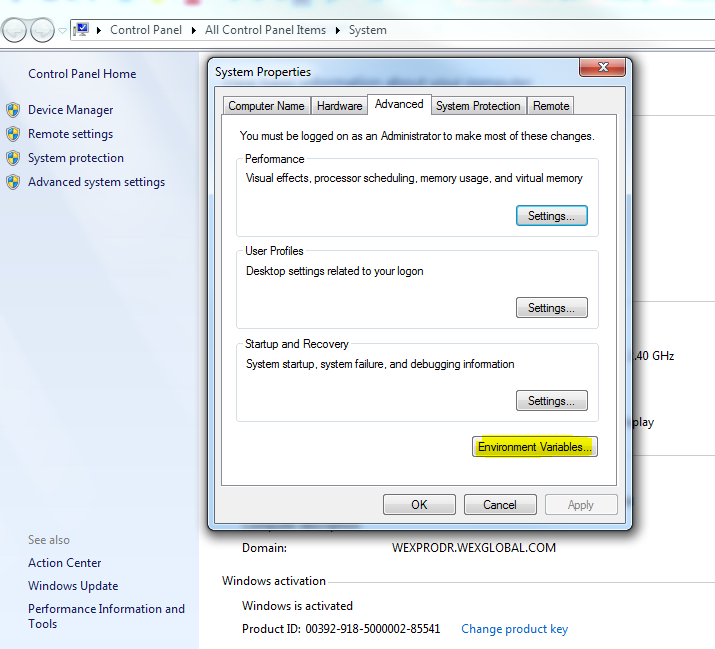 Control Panel ▸ All Control Panel Items ▸ System
Control Panel Home
Device Manager
Remote settings
System protection
Advanced system settings
See also
Action Center
Windows Update
Performance Information and
Tools
System Properties
Computer Name Hardware Advanced System Protection Remote
You must be logged on as an Administrator to make most of these changes.
Performance
Visual effects, processor scheduling, memory usage, and virtual memory
Settings...
User Profiles
Desktop settings related to your logon
Settings...
Startup and Recovery
System startup, system failure, and debugging information
Settings...
Environment Variables...
OK Cancel Apply
.40 GHz
play
Domain: WEXPRODR.WEXGLOBAL.COM
Windows activation
Windows is activated
Product ID: 00392-918-5000002-85541 Change product key